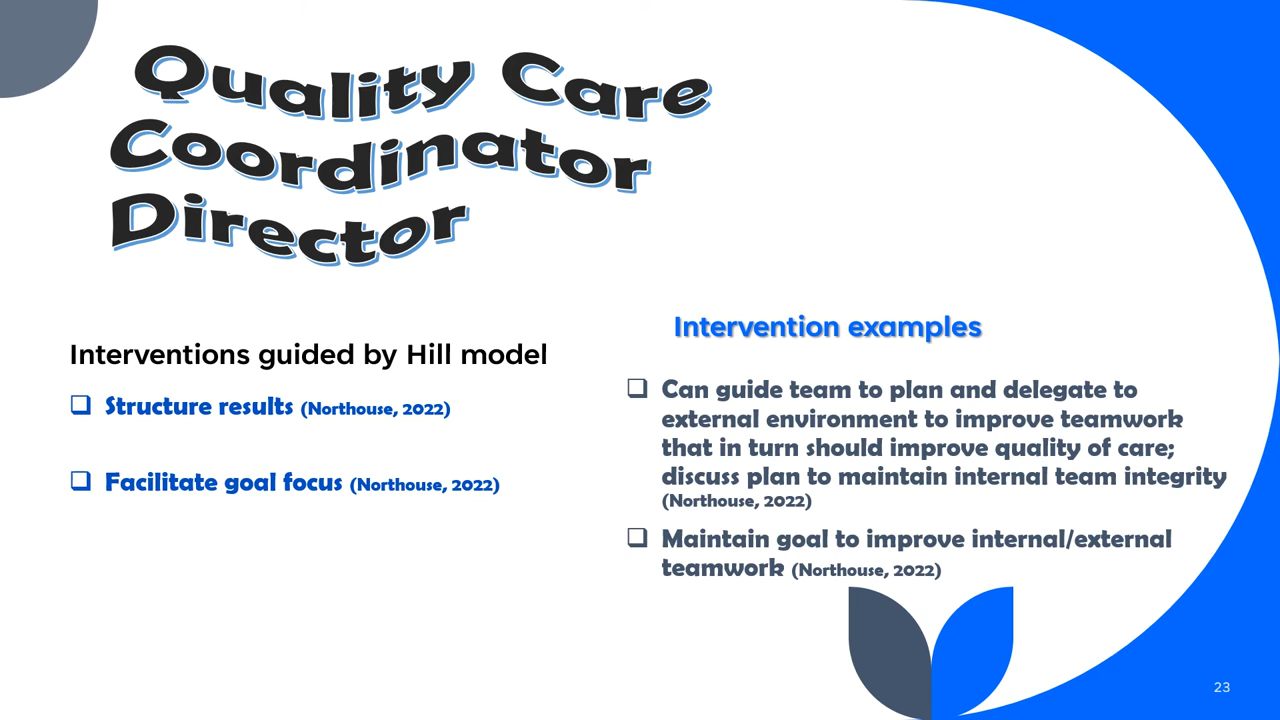 Quality Care
Coordinator
Director
Interventions guided by Hill model
❑ Structure results (Northouse, 2022)
❑ Facilitate goal focus (Northouse, 2022)
Intervention examples
❑ Can guide team to plan and delegate to
external environment to improve teamwork
that in turn should improve quality of care;
discuss plan to maintain internal team integrity
(Northouse, 2022)
❑ Maintain goal to improve internal/external
teamwork (Northouse, 2022)
23